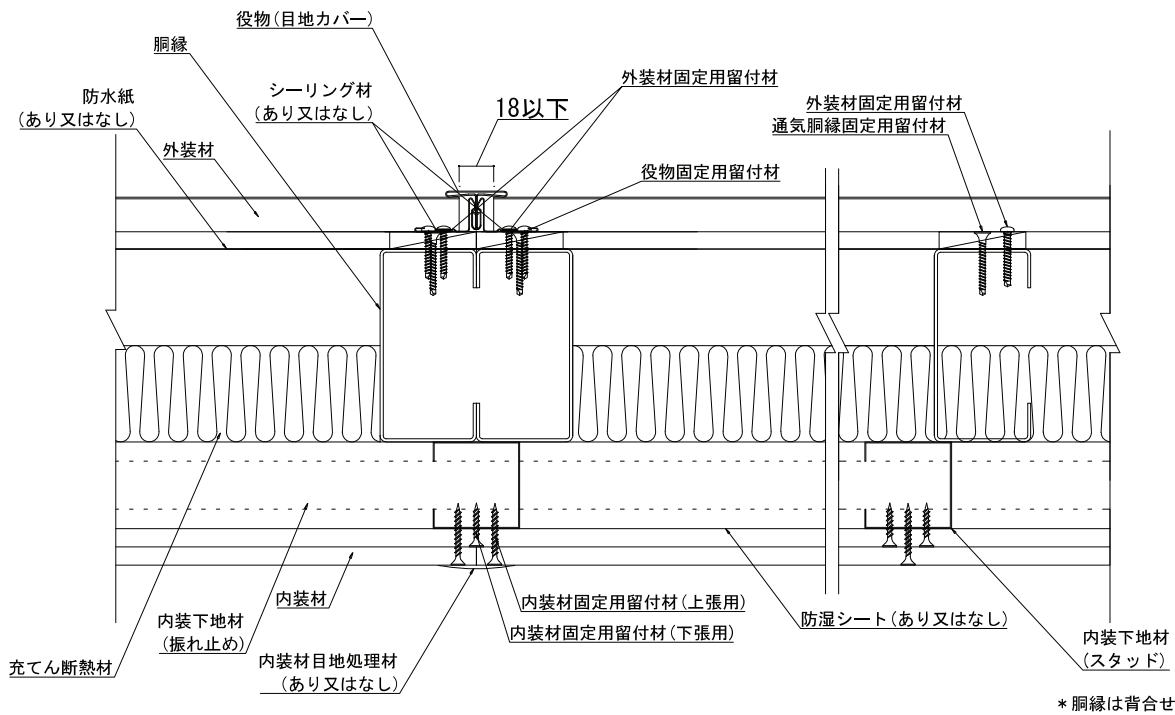 役物(目地カバー)
胴縁
防水紙
(あり又はなし)
シーリング材
(あり又はなし)
外装材
18以下
外装材固定用留付材
役物固定用留付材
外装材固定用留付材
通気胴縁固定用留付材
内装材
内装下地材
(振れ止め)
充てん断熱材
内装材目地処理材
(あり又はなし)
内装材固定用留付材(上張用)
内装材固定用留付材(下張用)
防湿シート(あり又はなし)
内装下地材
(スタッド)
*胴縁は背合せ